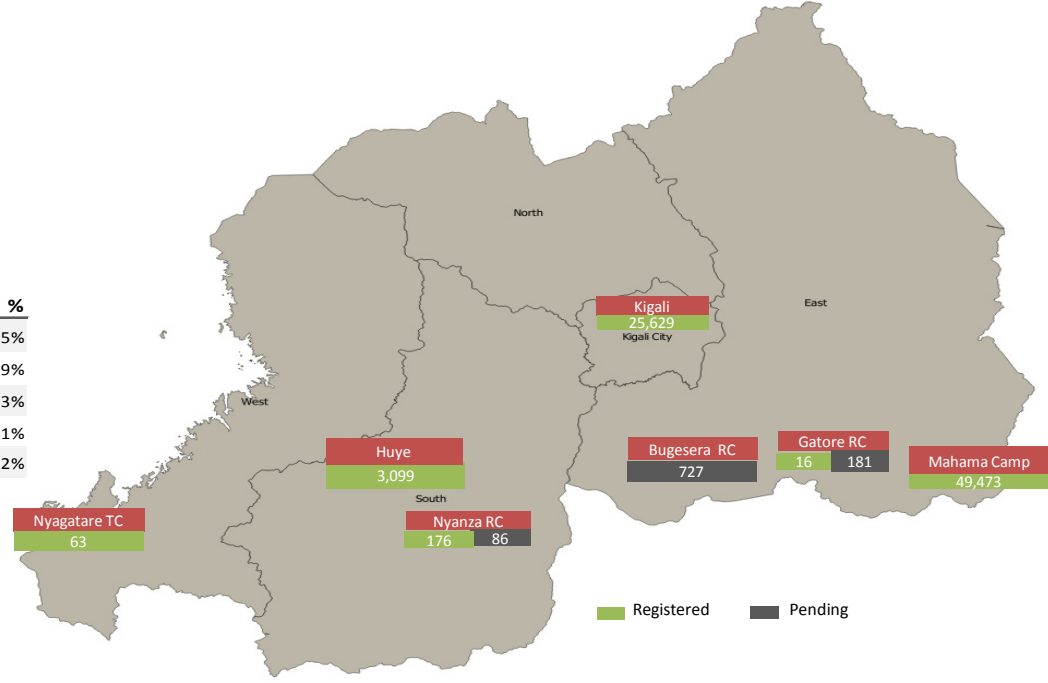 North
%
Kigali
25,629
Kigali City
East
5%
9%
3%
1%
2%
West
Huye
3,099
South
Bugesera RC
727
Gatore RC
16 181
Mahama Camp
49,473
Nyagatare TC
63
Nyanza RC
176 86
Registered Pending